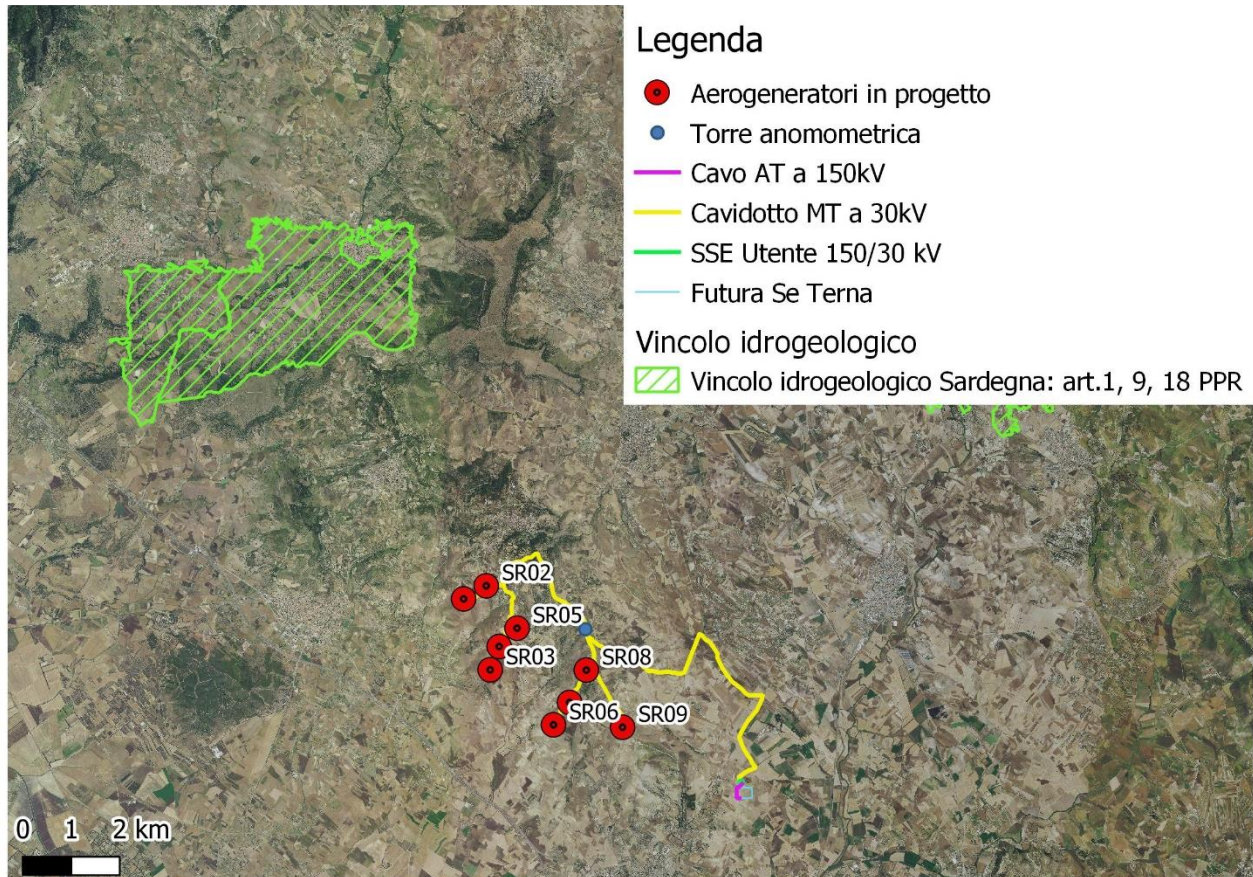 Legenda
Aerogeneratori in progetto
Torre anomometrica
Cavo AT a 150kV
Cavidotto MT a 30kV
SSE Utente 150/30 kV
Futura Se Terna
Vincolo idrogeologico
Vincolo idrogeologico Sardegna: art.1, 9, 18 PPR
SR02
SR05
SR03
SR08
SR06
SR09
0 1 2 km